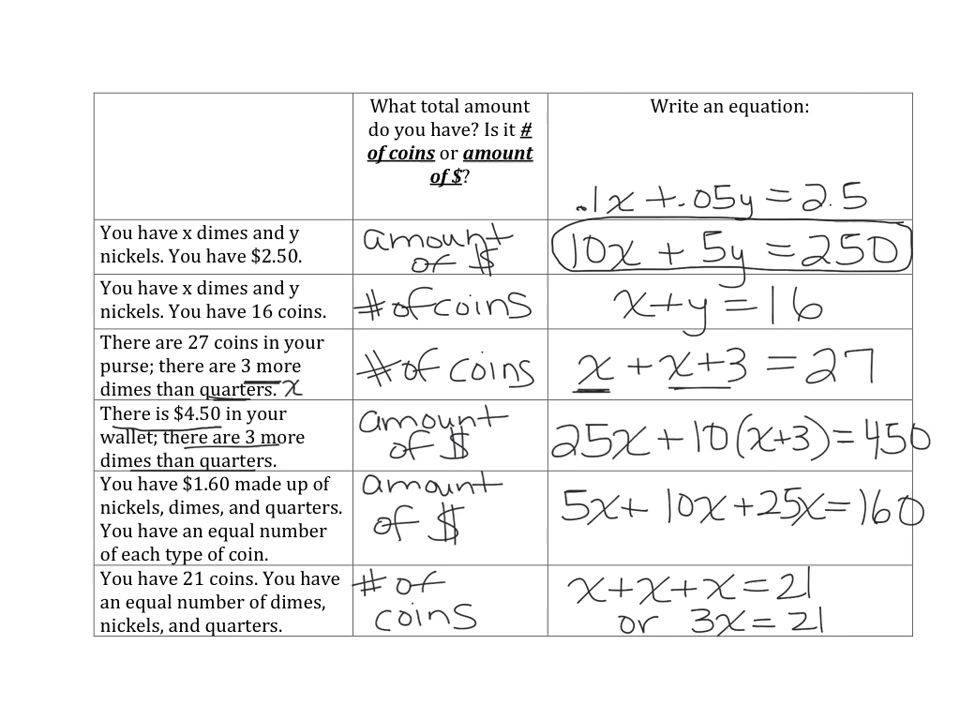 What total amount
do you have? Is it #
of coins or amount
of $?
Write an equation:
.1x + .05y = 2.5
You have x dimes and y
nickels. You have $2.50.
amount
of $
10x + 5y = 250
You have x dimes and y
nickels. You have 16 coins.
# of coins
x + y = 16
There are 27 coins in your
purse; there are 3 more
dimes than quarters. x
# of coins
x + x+3 = 27
There is $4.50 in your
wallet; there are 3 more
dimes than quarters.
amount
of $
25x + 10(x+3) = 450
You have $1.60 made up of
nickels, dimes, and quarters.
You have an equal number
of each type of coin.
amount
of $
5x + 10x + 25x = 160
You have 21 coins. You have
an equal number of dimes,
nickels, and quarters.
# of
coins
x + x + x = 21
or 3x = 21